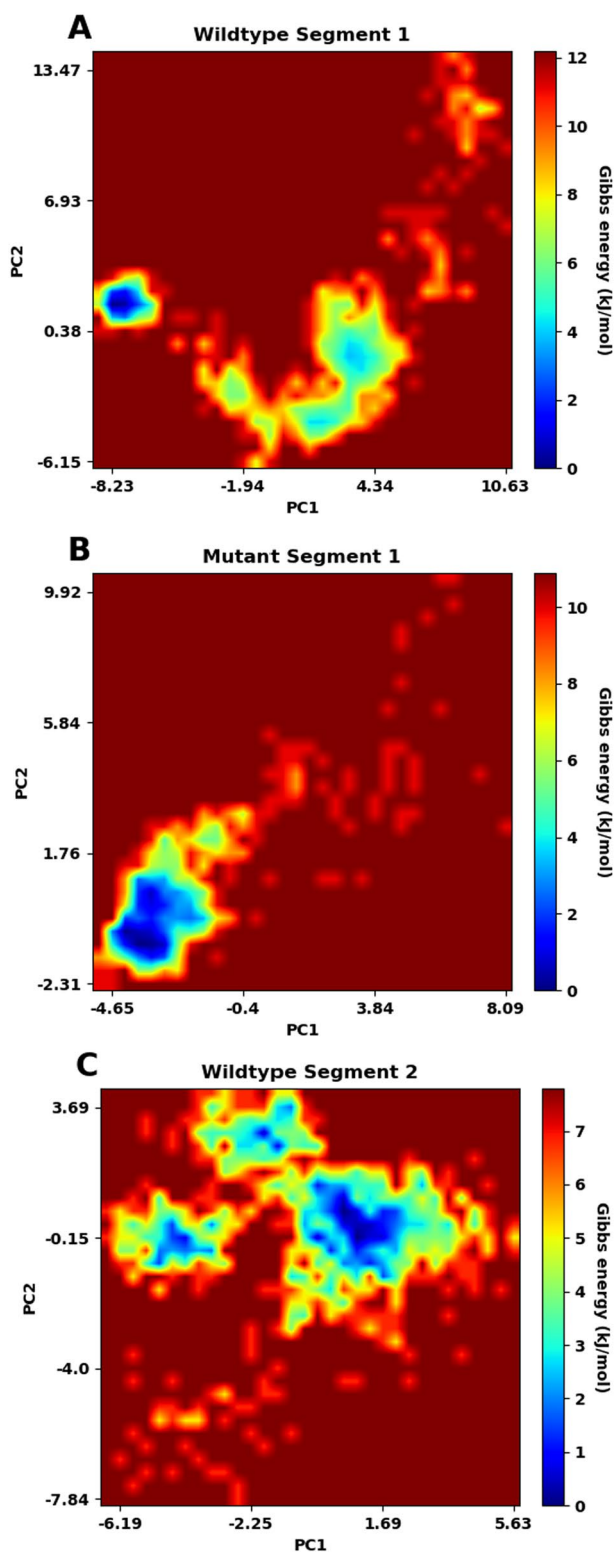 A
Wildtype Segment 1
13.47
6.93
0.38
-6.15
PC2
-8.23 -1.94 4.34 10.63
PC1
12
10
8
6
4
2
0
Gibbs energy (kj/mol)
B
Mutant Segment 1
9.92
5.84
1.76
-2.31
PC2
-4.65 -0.4 3.84 8.09
PC1
10
8
6
4
2
0
Gibbs energy (kj/mol)
C
Wildtype Segment 2
3.69
-0.15
-4.0
-7.84
PC2
-6.19 -2.25 1.69 5.63
PC1
7
6
5
4
3
2
1
0
Gibbs energy (kj/mol)